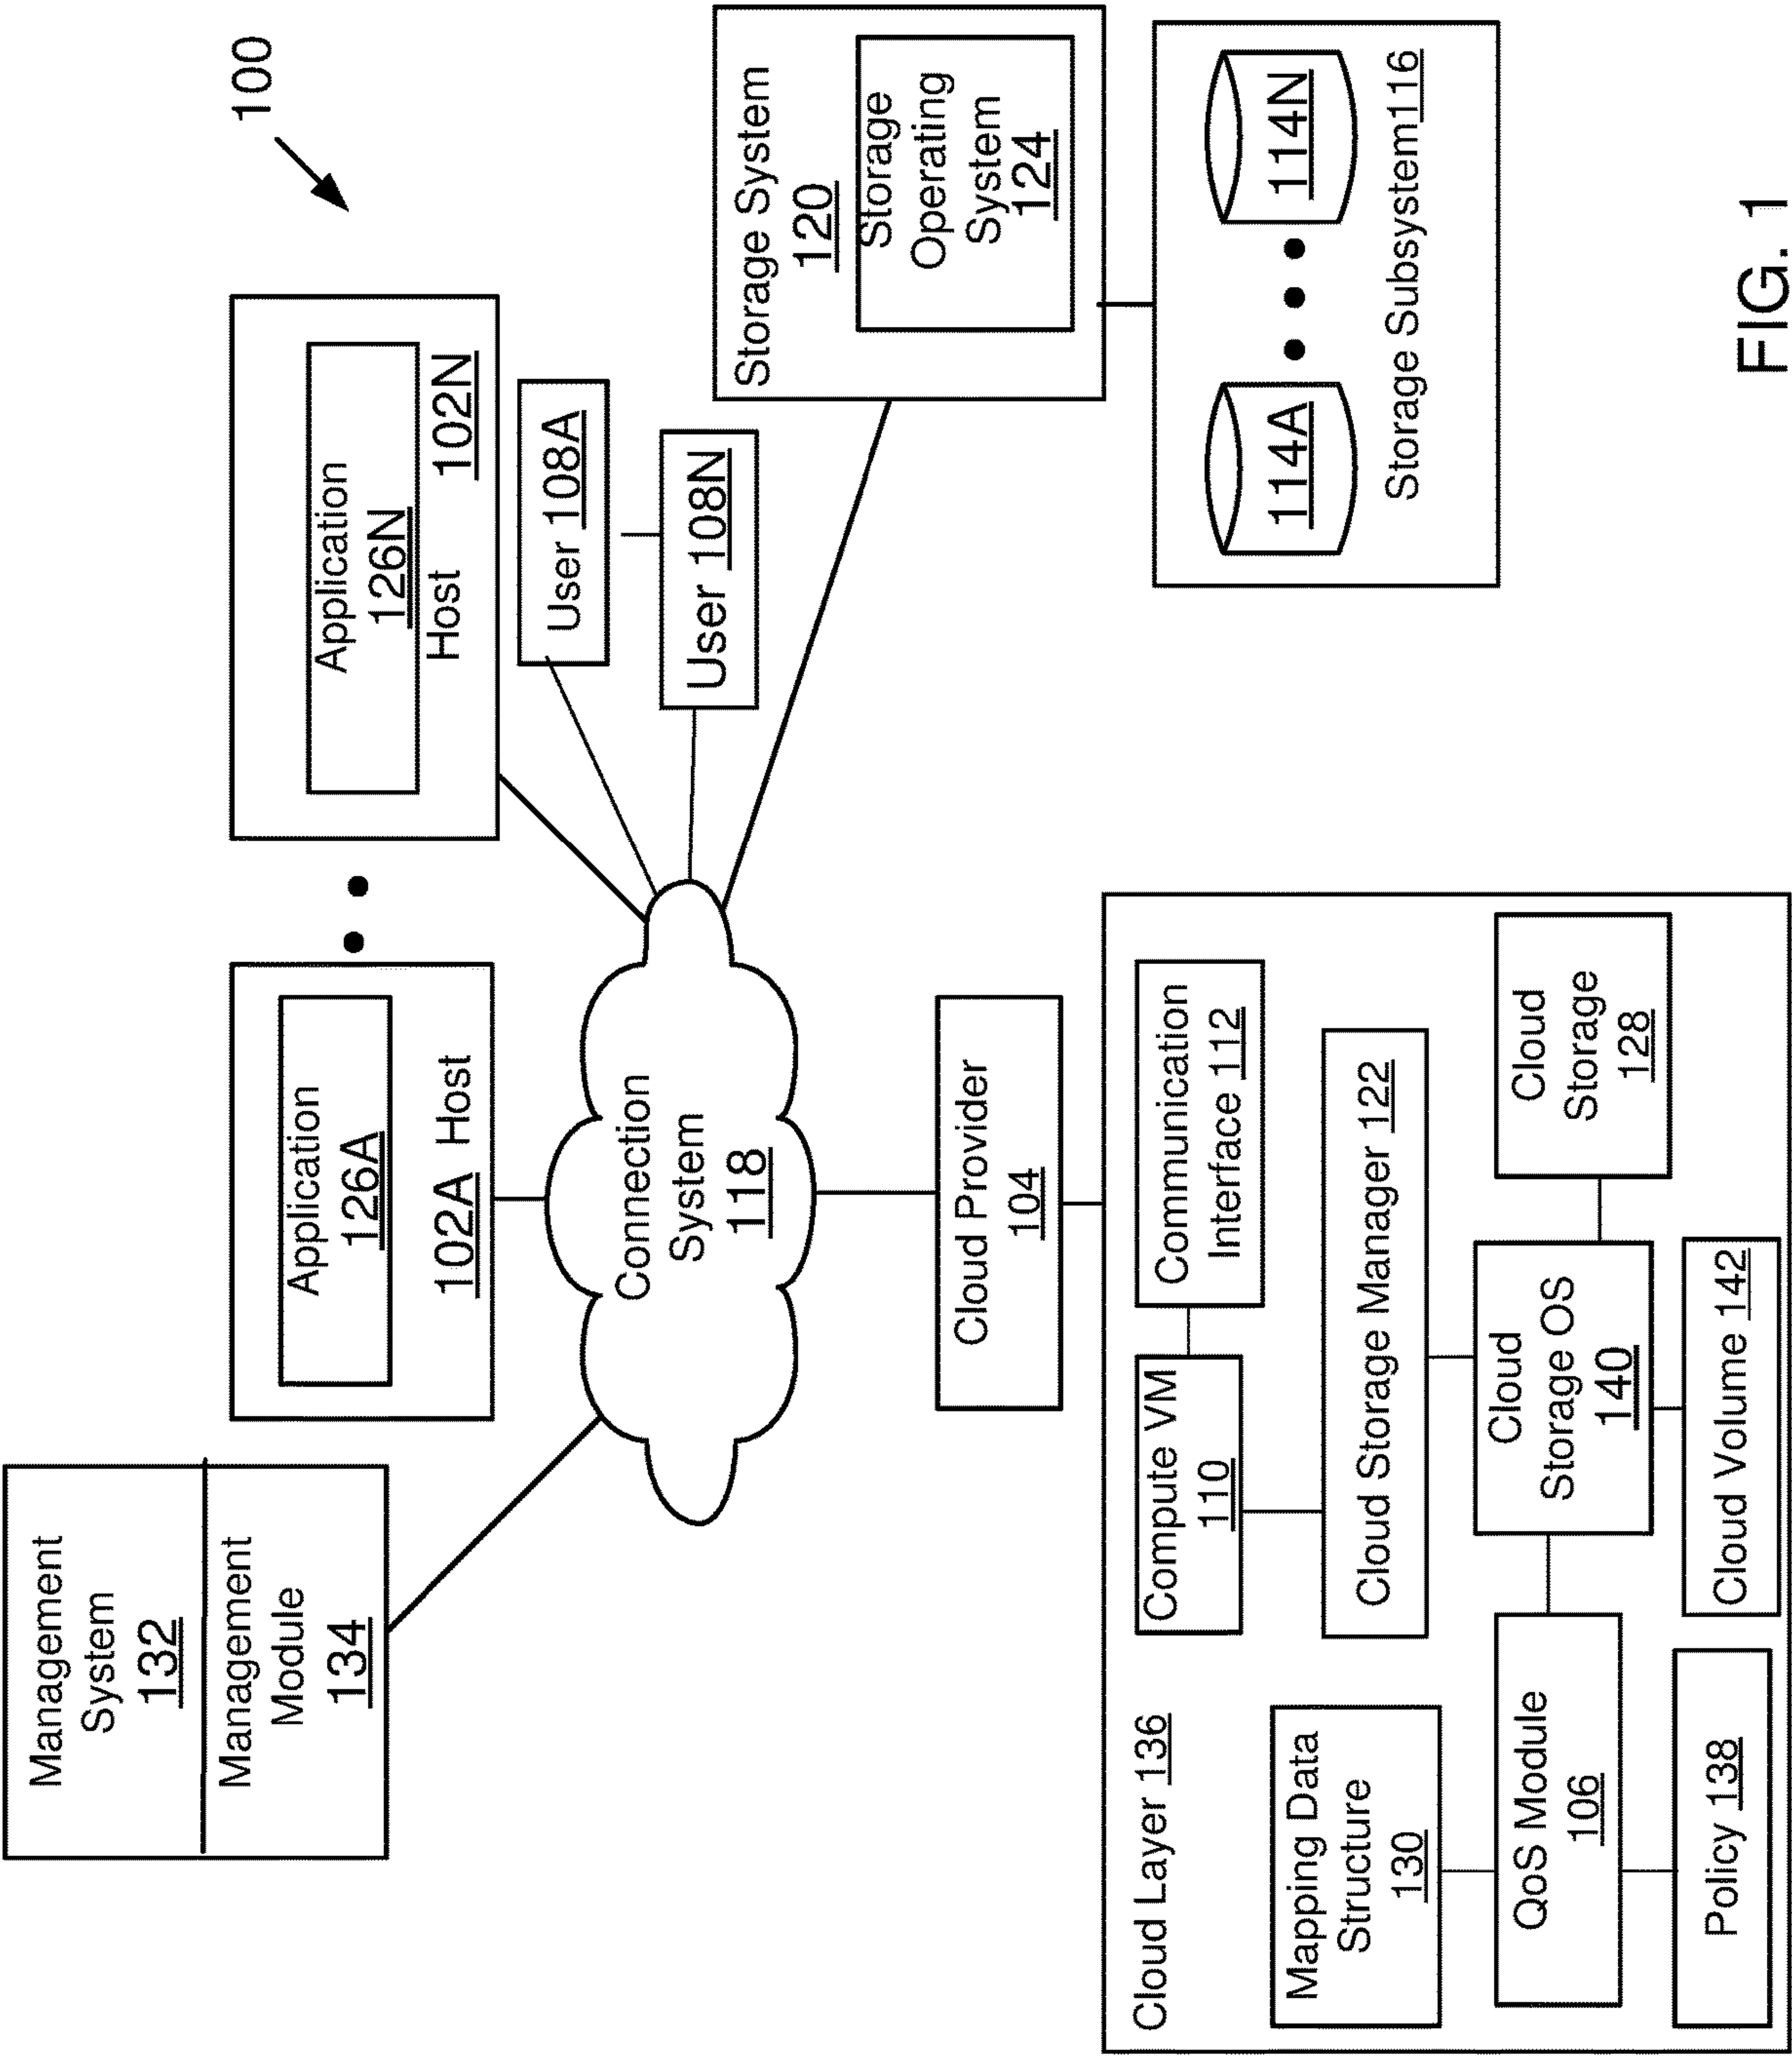 100
Management
System
132
Management
Module
134
Application
126A
102A Host
Application
126N
Host 102N
User 108A
User 108N
Connection
System
118
Storage System
120
Storage
Operating
System
124
114A
114N
Storage Subsystem116
Cloud Provider
104
Cloud Layer 136
Compute VM
110
Communication
Interface 112
Cloud Storage Manager 122
Mapping Data
Structure
130
QoS Module
106
Policy 138
Cloud
Storage OS
140
Cloud
Storage
128
Cloud Volume 142
FIG. 1